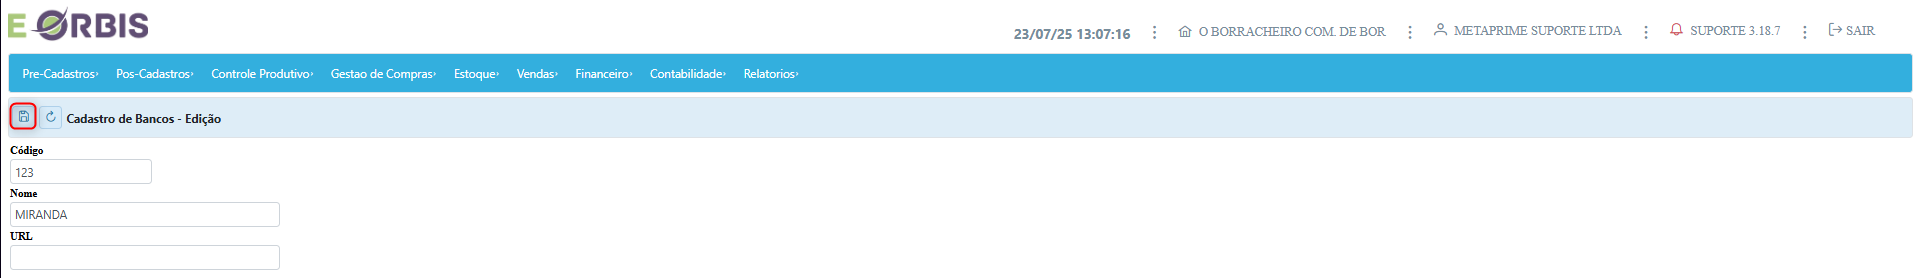 E ORBIS
23/07/25 13:07:16 O BORRACHEIRO COM. DE BOR METAPRIME SUPORTE LTDA SUPORTE 3.18.7 SAIR
Pre-Cadastros Pos-Cadastros Controle Produtivo Gestao de Compras Estoque Vendas Financeiro Contabilidade Relatorios
Cadastro de Bancos - Edição
Código
123
Nome
MIRANDA
URL